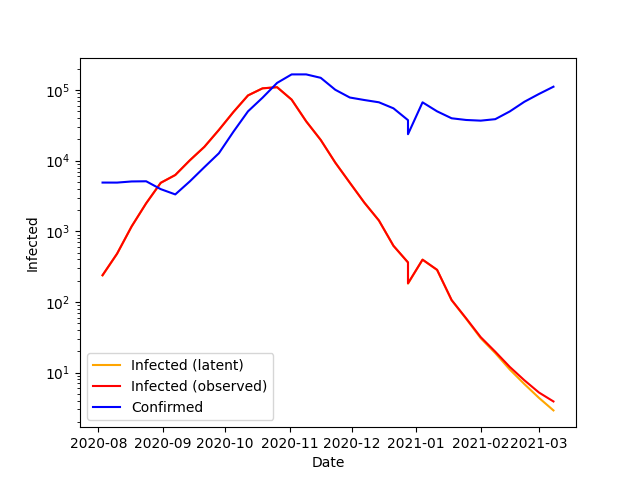 Infected
10^5
10^4
10^3
10^2
10^1
Infected (latent)
Infected (observed)
Confirmed
2020-08 2020-09 2020-10 2020-11 2020-12 2021-01 2021-02 2021-03
Date